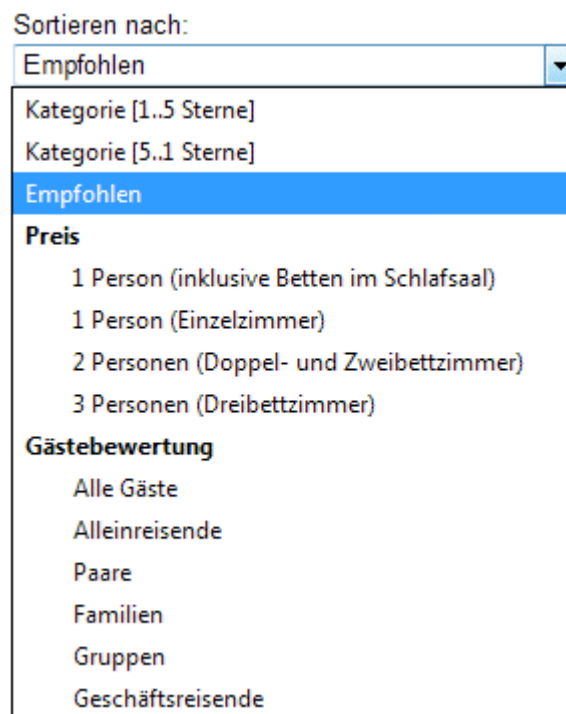 Sortieren nach:
Empfohlen
Kategorie [1..5 Sterne]
Kategorie [5..1 Sterne]
Empfohlen
Preis
1 Person (inklusive Betten im Schlafsaal)
1 Person (Einzelzimmer)
2 Personen (Doppel- und Zweibettzimmer)
3 Personen (Dreibettzimmer)
Gästebewertung
Alle Gäste
Alleinreisende
Paare
Familien
Gruppen
Geschäftsreisende